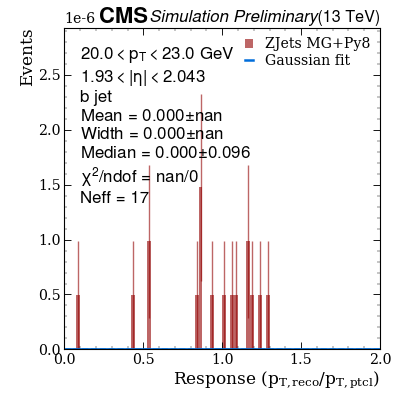 1e-6 CMS Simulation Preliminary (13 TeV)
Events
ZJets MG+Py8
Gaussian fit
20.0 < pT < 23.0 GeV
1.93 < |η| < 2.043
b jet
Mean = 0.000±nan
Width = 0.000±nan
Median = 0.000±0.096
χ²/ndof = nan/0
Neff = 17
2.5
2.0
1.5
1.0
0.5
0.0
0.0 0.5 1.0 1.5 2.0
Response (pT,reco/pT,ptcl)